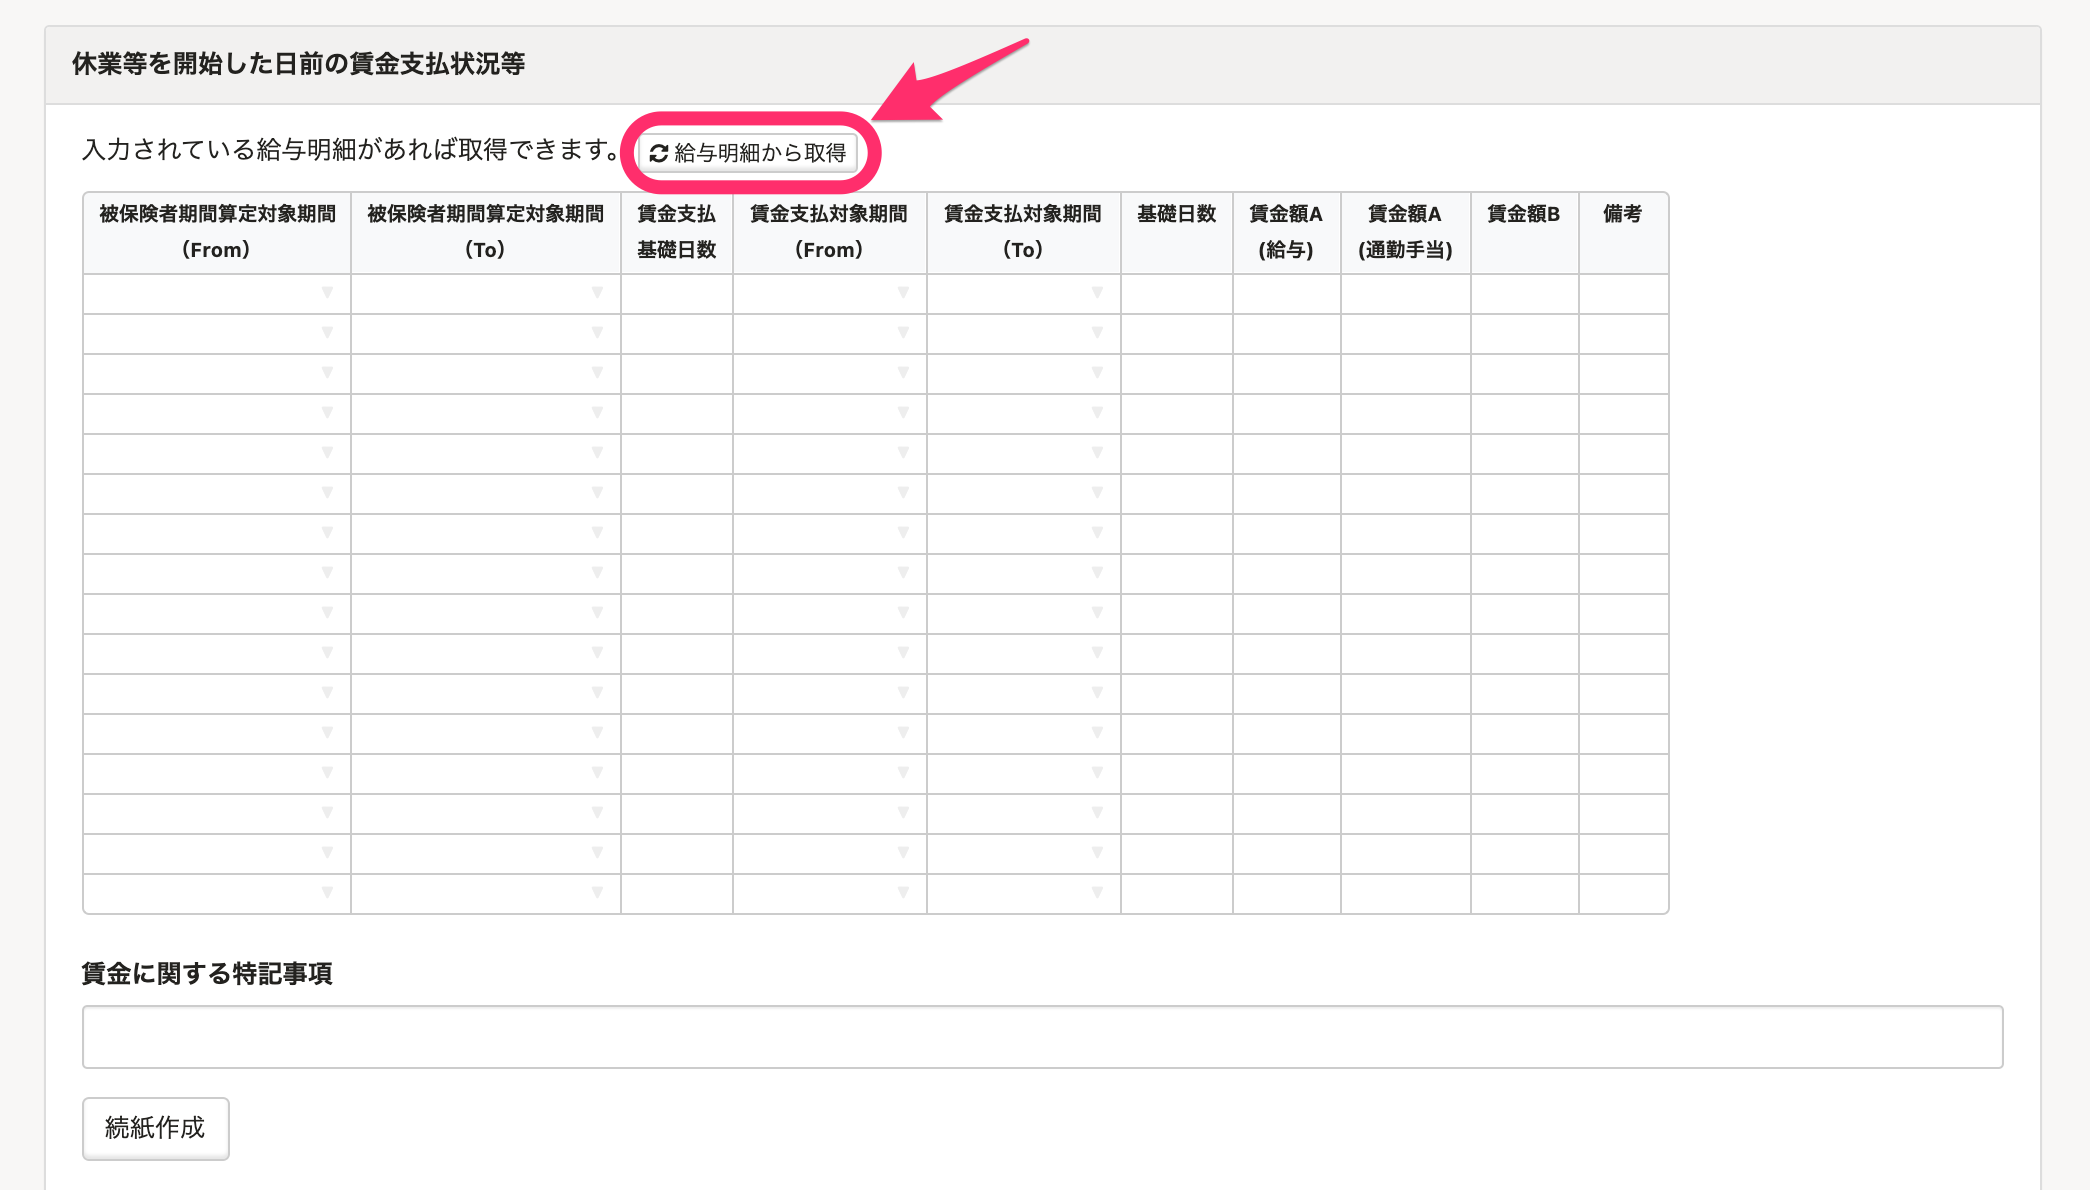 休業等を開始した日前の賃金支払状況等
入力されている給与明細があれば取得できます。 給与明細から取得
被保険者期間算定対象期間 被保険者期間算定対象期間 賃金支払 賃金支払対象期間 賃金支払対象期間 基礎日数 賃金額A 賃金額A 賃金額B 備考
（From） （To） 基礎日数 （From） （To） (給与) (通勤手当)
賃金に関する特記事項
続紙作成